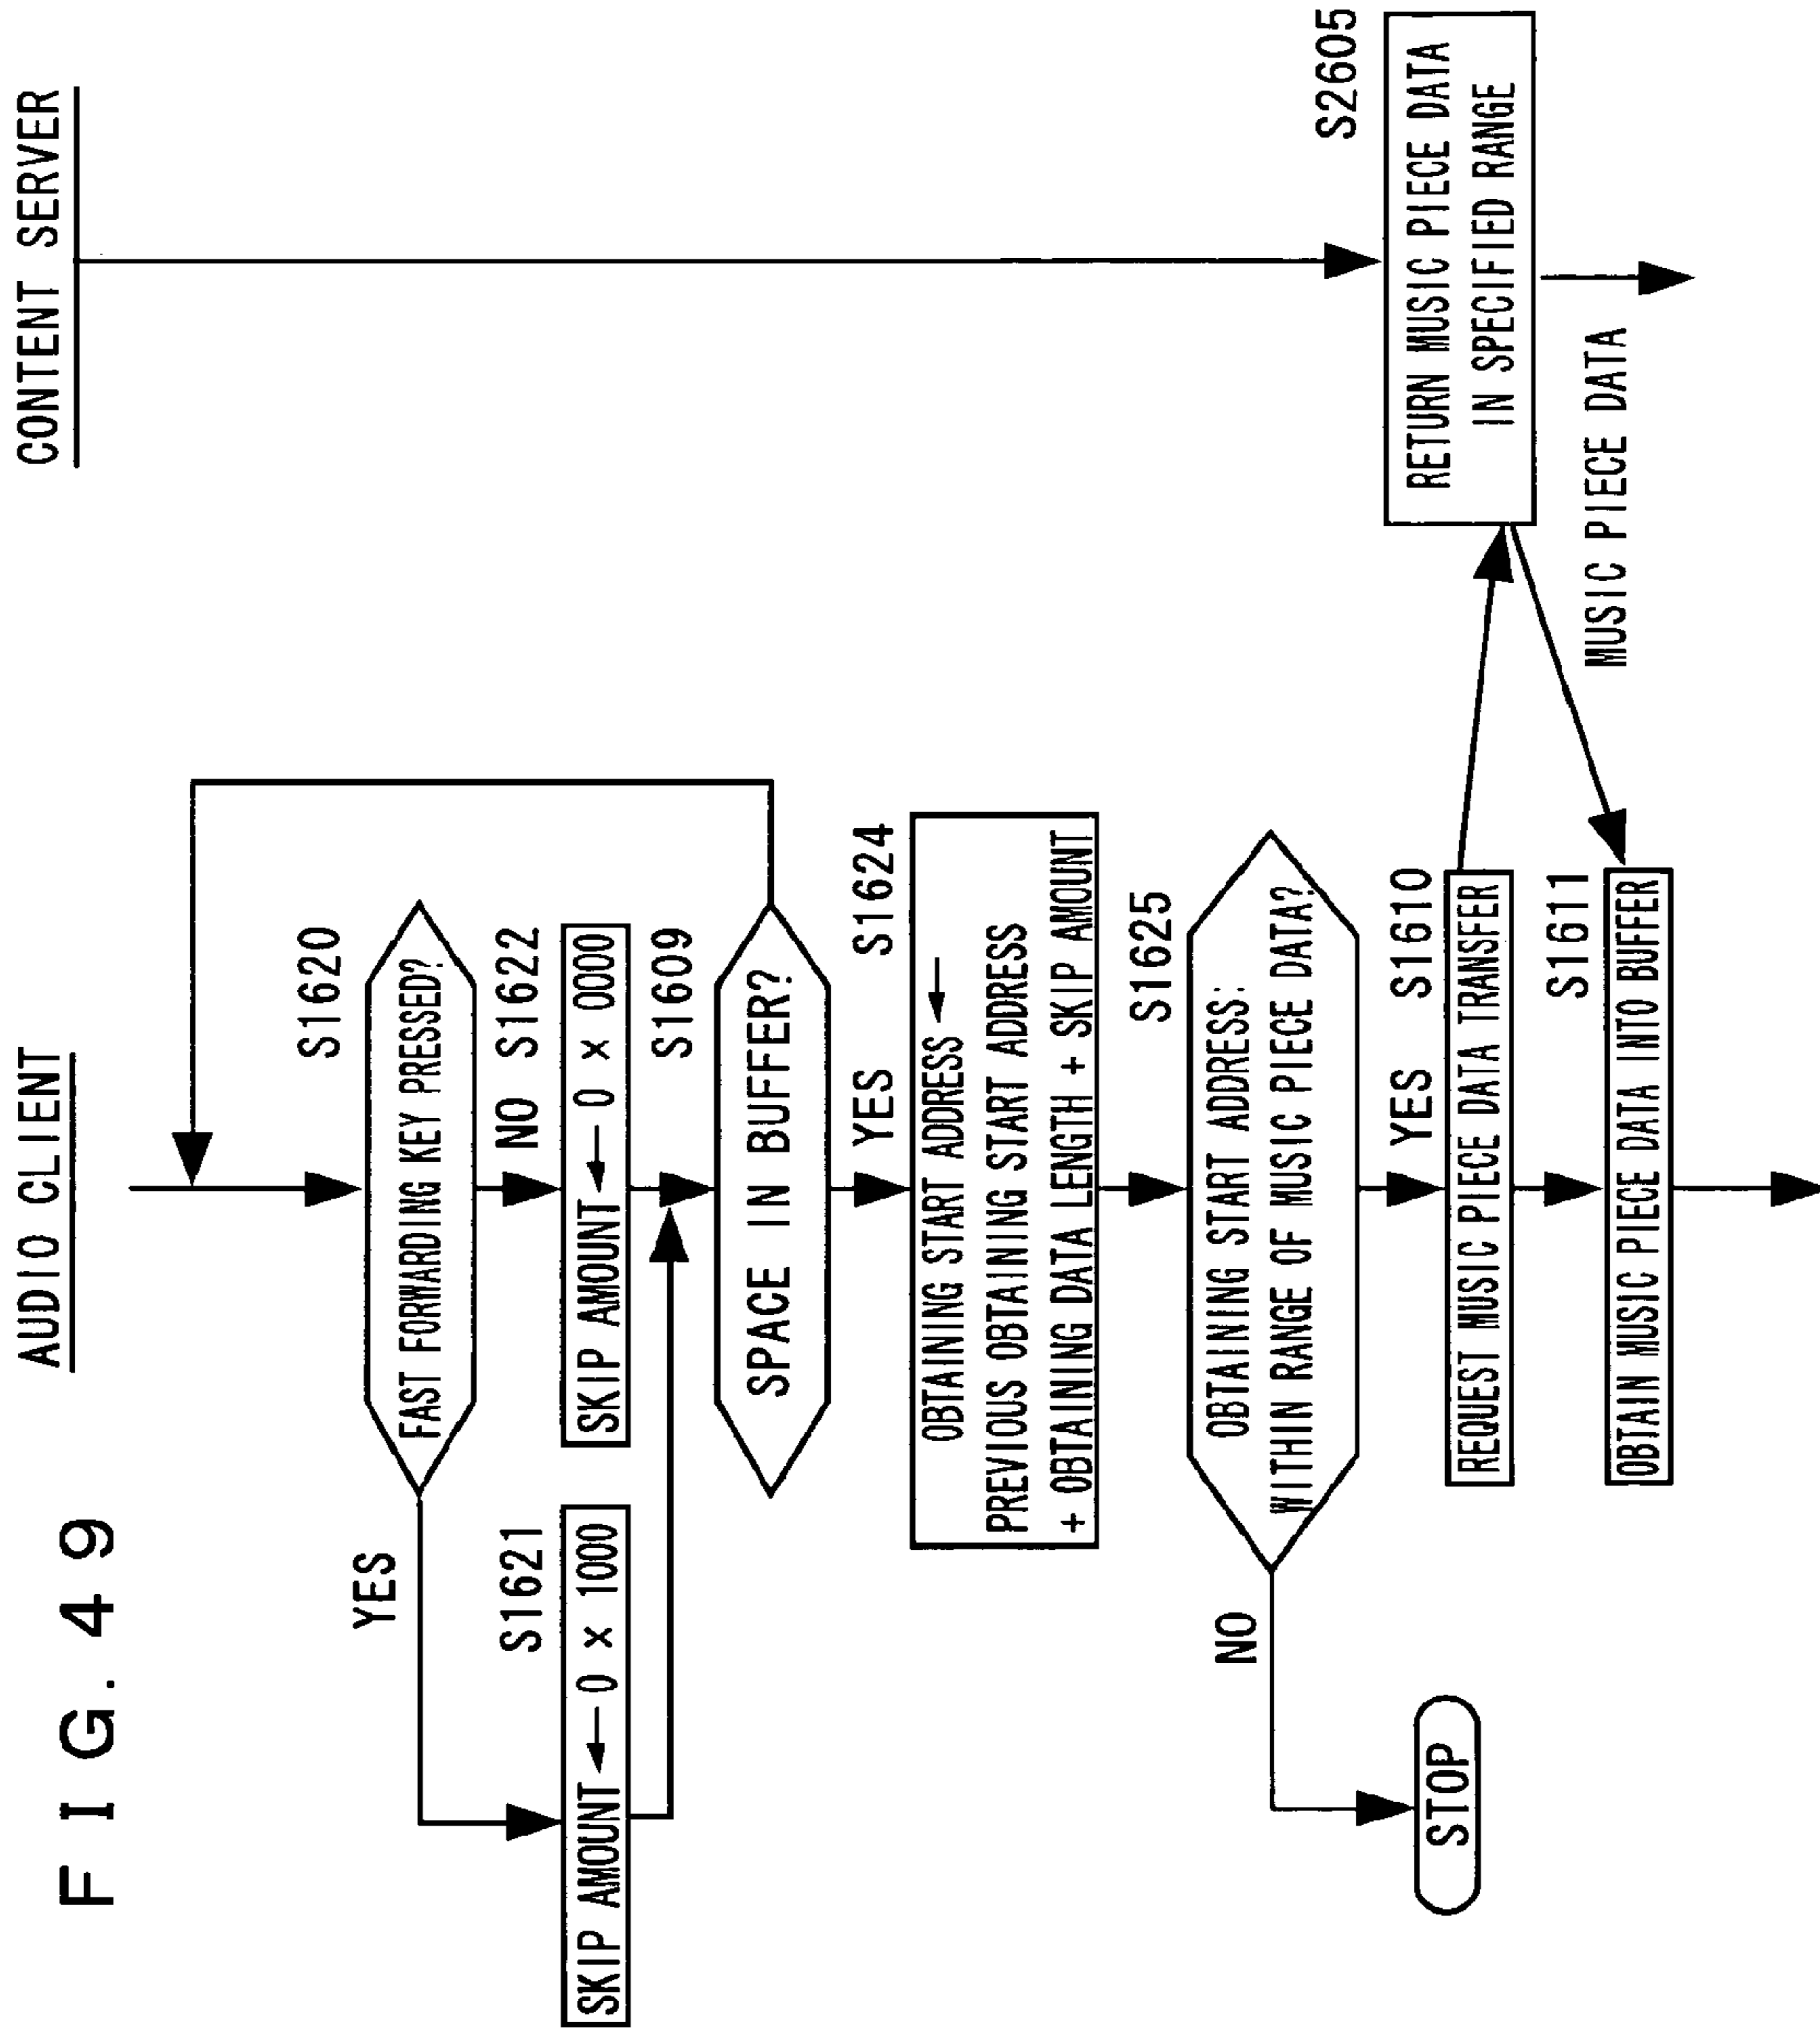 F I G. 4 9
AUDIO CLIENT
CONTENT SERVER
S1620
FAST FORWARDING KEY PRESSED?
YES
NO S1622
S1621
SKIP AMOUNT ← 0 x 1000
SKIP AMOUNT ← 0 x 0000
S1609
SPACE IN BUFFER?
YES S1624
OBTAINING START ADDRESS ←
PREVIOUS OBTAINING START ADDRESS
+ OBTAINING DATA LENGTH + SKIP AMOUNT
S1625
OBTAINING START ADDRESS:
WITHIN RANGE OF MUSIC PIECE DATA?
NO
STOP
YES S1610
REQUEST MUSIC PIECE DATA TRANSFER
S2605
RETURN MUSIC PIECE DATA
IN SPECIFIED RANGE
MUSIC PIECE DATA
S1611
OBTAIN MUSIC PIECE DATA INTO BUFFER